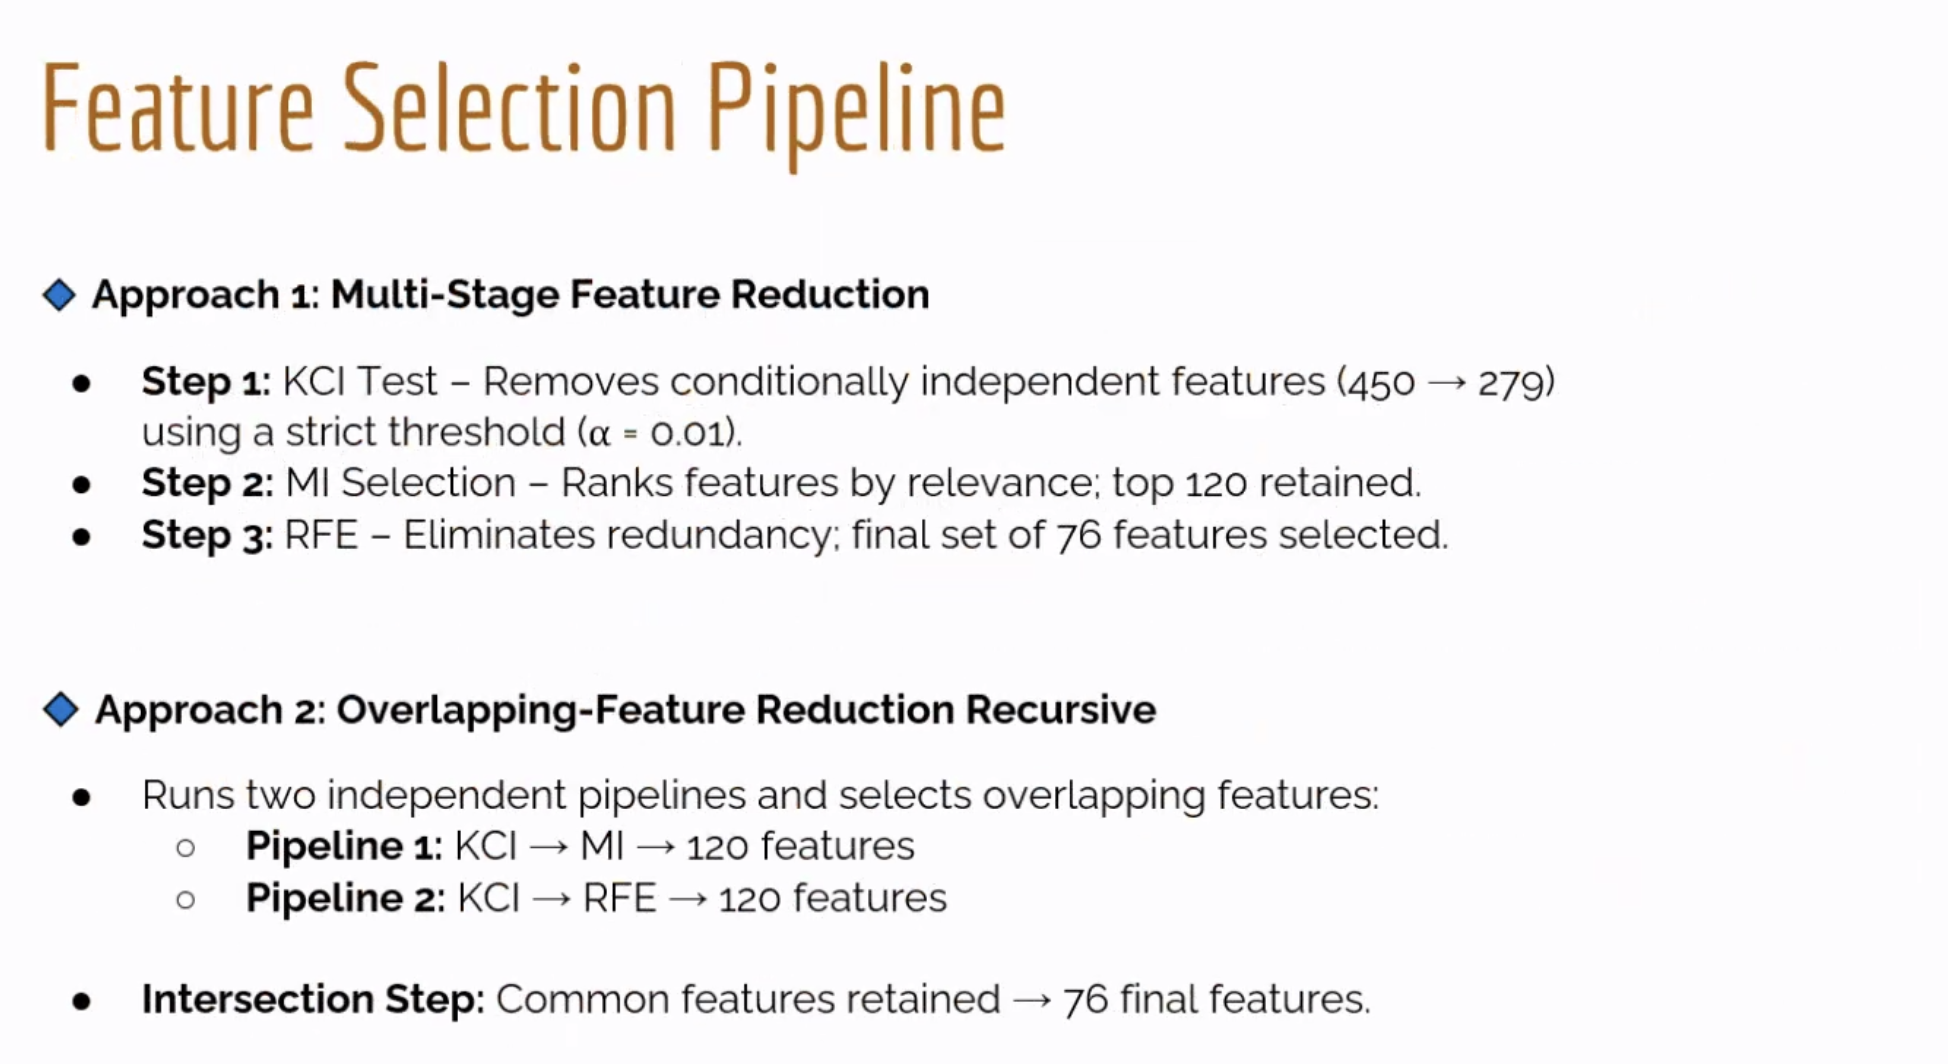 Feature Selection Pipeline
Approach 1: Multi-Stage Feature Reduction
● Step 1: KCI Test – Removes conditionally independent features (450 → 279)
using a strict threshold (α = 0.01).
● Step 2: MI Selection – Ranks features by relevance; top 120 retained.
● Step 3: RFE – Eliminates redundancy; final set of 76 features selected.
Approach 2: Overlapping-Feature Reduction Recursive
● Runs two independent pipelines and selects overlapping features:
○ Pipeline 1: KCI → MI → 120 features
○ Pipeline 2: KCI → RFE → 120 features
● Intersection Step: Common features retained → 76 final features.